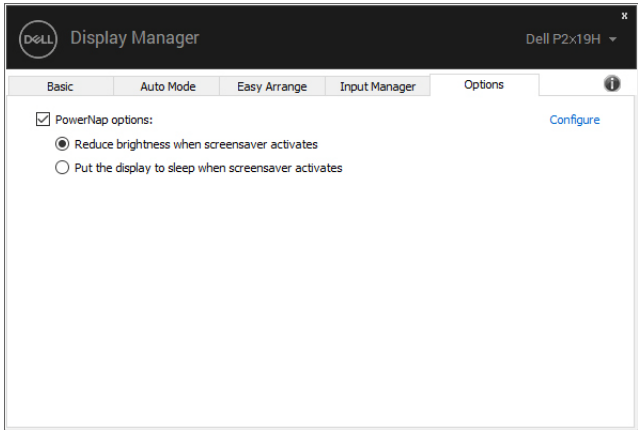 DELL
Display Manager
Dell P2x19H
x
Basic
Auto Mode
Easy Arrange
Input Manager
Options
PowerNap options:
Configure
Reduce brightness when screensaver activates
Put the display to sleep when screensaver activates